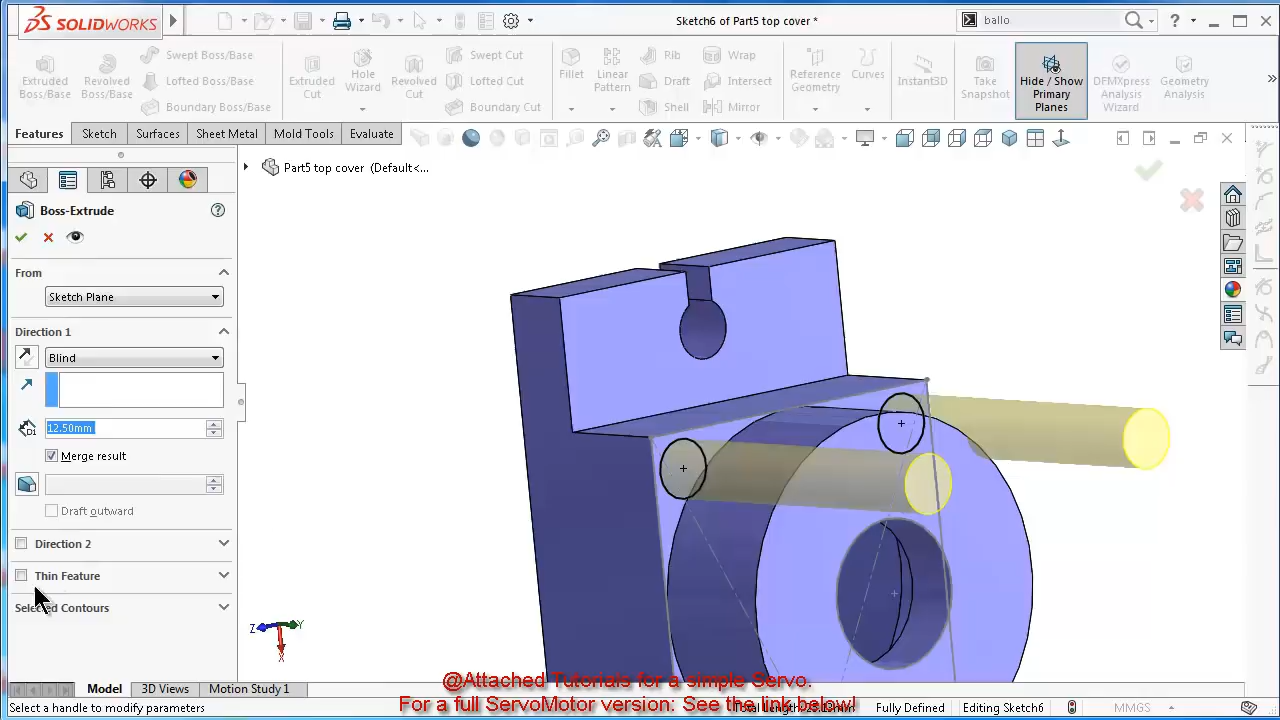 SOLIDWORKS
Sketch6 of Part5 top cover *
ballo
?
Extruded Boss/Base
Revolved Boss/Base
Swept Boss/Base
Lofted Boss/Base
Boundary Boss/Base
Extruded Cut
Hole Wizard
Revolved Cut
Swept Cut
Lofted Cut
Boundary Cut
Fillet
Linear Pattern
Rib
Draft
Shell
Wrap
Intersect
Mirror
Reference Geometry
Curves
Instant3D
Take Snapshot
Hide / Show Primary Planes
DFMXpress Analysis Wizard
Geometry Analysis
Features
Sketch
Surfaces
Sheet Metal
Mold Tools
Evaluate
Part5 top cover (Default<...
Boss-Extrude
?
From
Sketch Plane
Direction 1
Blind
D1
12.50mm
Merge result
Draft outward
Direction 2
Thin Feature
Selected Contours
Z
Y
X
@Attached Tutorials for a simple Servo.
Model
3D Views
Motion Study 1
For a full ServoMotor version: See the link below!
Select a handle to modify parameters
Fully Defined
Editing Sketch6
MMGS